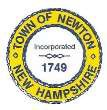 TOWN OF NEWTON
Incorporated
1749
NEW HAMPSHIRE